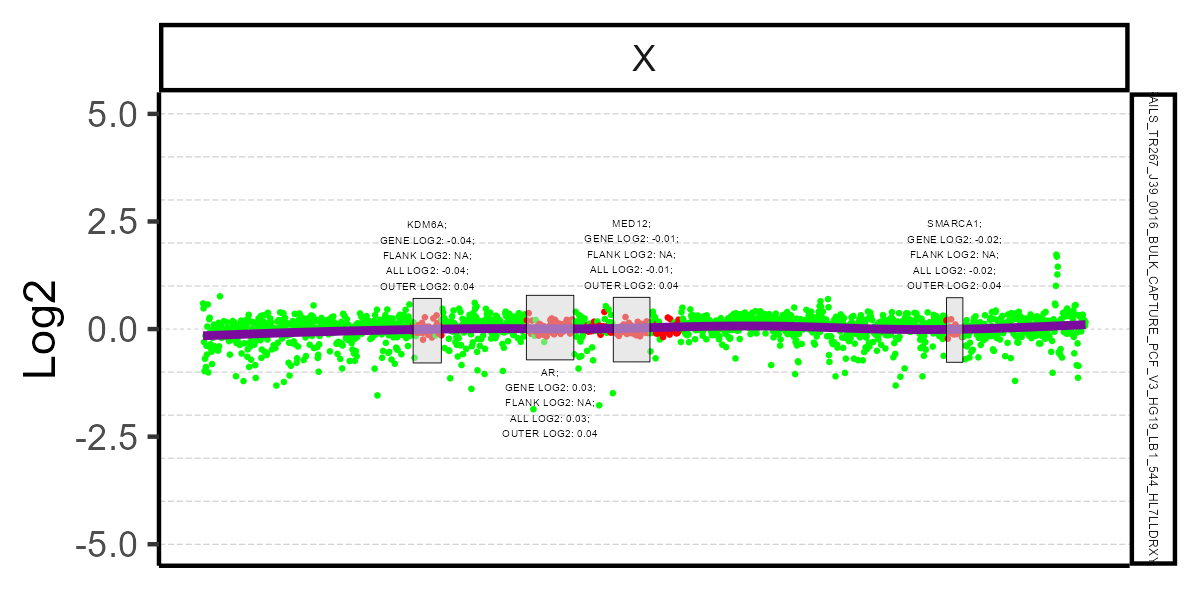 X
5.0
2.5
0.0
-2.5
-5.0
Log2
KDM6A;
GENE LOG2: -0.04;
FLANK LOG2: NA;
ALL LOG2: -0.04;
OUTER LOG2: 0.04
AR;
GENE LOG2: 0.03;
FLANK LOG2: NA;
ALL LOG2: 0.03;
OUTER LOG2: 0.04
MED12;
GENE LOG2: -0.01;
FLANK LOG2: NA;
ALL LOG2: -0.01;
OUTER LOG2: 0.04
SMARCA1;
GENE LOG2: -0.02;
FLANK LOG2: NA;
ALL LOG2: -0.02;
OUTER LOG2: 0.04
AILS_TR267_J39_0016_BULK_CAPTURE_PCF_V3_HG19_LB1_544_HL7LLDRXY